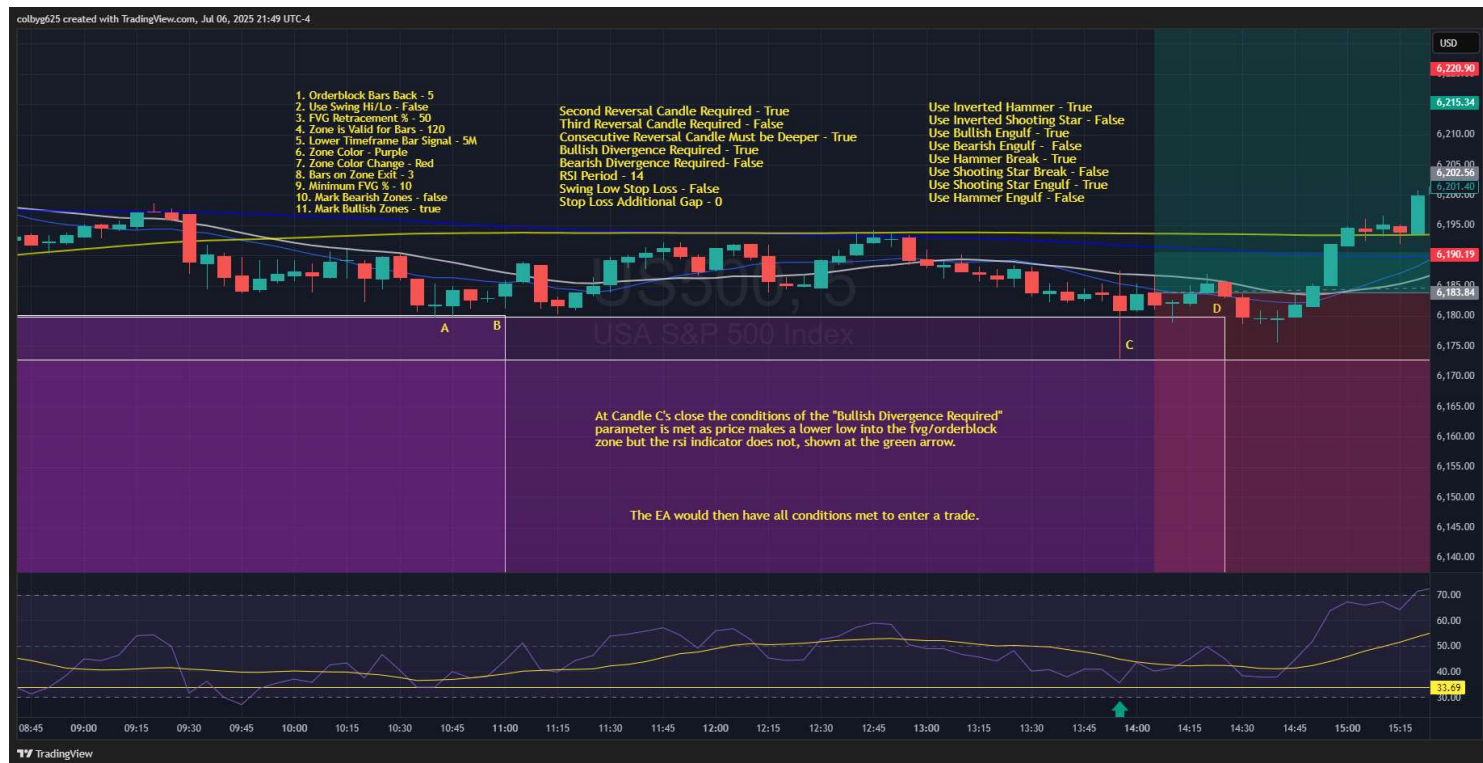 colbyg625 created with TradingView.com, Jul 06, 2025 21:49 UTC-4
1. Orderblock Bars Back - 5
2. Use Swing Hi/Lo - False
3. FVG Retracement % - 50
4. Zone is Valid for Bars - 120
5. Lower Timeframe Bar Signal - 5M
6. Zone Color - Purple
7. Zone Color Change - Red
8. Bars on Zone Exit - 3
9. Minimum FVG % - 10
10. Mark Bearish Zones - false
11. Mark Bullish Zones - true
Second Reversal Candle Required - True
Third Reversal Candle Required - False
Consecutive Reversal Candle Must be Deeper - True
Bullish Divergence Required - True
Bearish Divergence Required- False
RSI Period - 14
Swing Low Stop Loss - False
Stop Loss Additional Gap - 0
Use Inverted Hammer - True
Use Inverted Shooting Star - False
Use Bullish Engulf - True
Use Bearish Engulf - False
Use Hammer Break - True
Use Shooting Star Break - False
Use Shooting Star Engulf - True
Use Hammer Engulf - False
USD
6,220.90
6,215.34
6,210.00
6,205.00
6,202.56
6,201.40
6,200.00
6,195.00
6,190.19
6,185.00
6,183.84
6,180.00
6,175.00
6,170.00
6,165.00
6,160.00
6,155.00
6,150.00
6,145.00
6,140.00
US500, 5
USA S&P 500 Index
A
B
C
D
At Candle C's close the conditions of the "Bullish Divergence Required"
parameter is met as price makes a lower low into the fvg/orderblock
zone but the rsi indicator does not, shown at the green arrow.
The EA would then have all conditions met to enter a trade.
70.00
60.00
50.00
40.00
33.69
30.00
08:45 09:00 09:15 09:30 09:45 10:00 10:15 10:30 10:45 11:00 11:15 11:30 11:45 12:00 12:15 12:30 12:45 13:00 13:15 13:30 13:45 14:00 14:15 14:30 14:45 15:00 15:15
TradingView